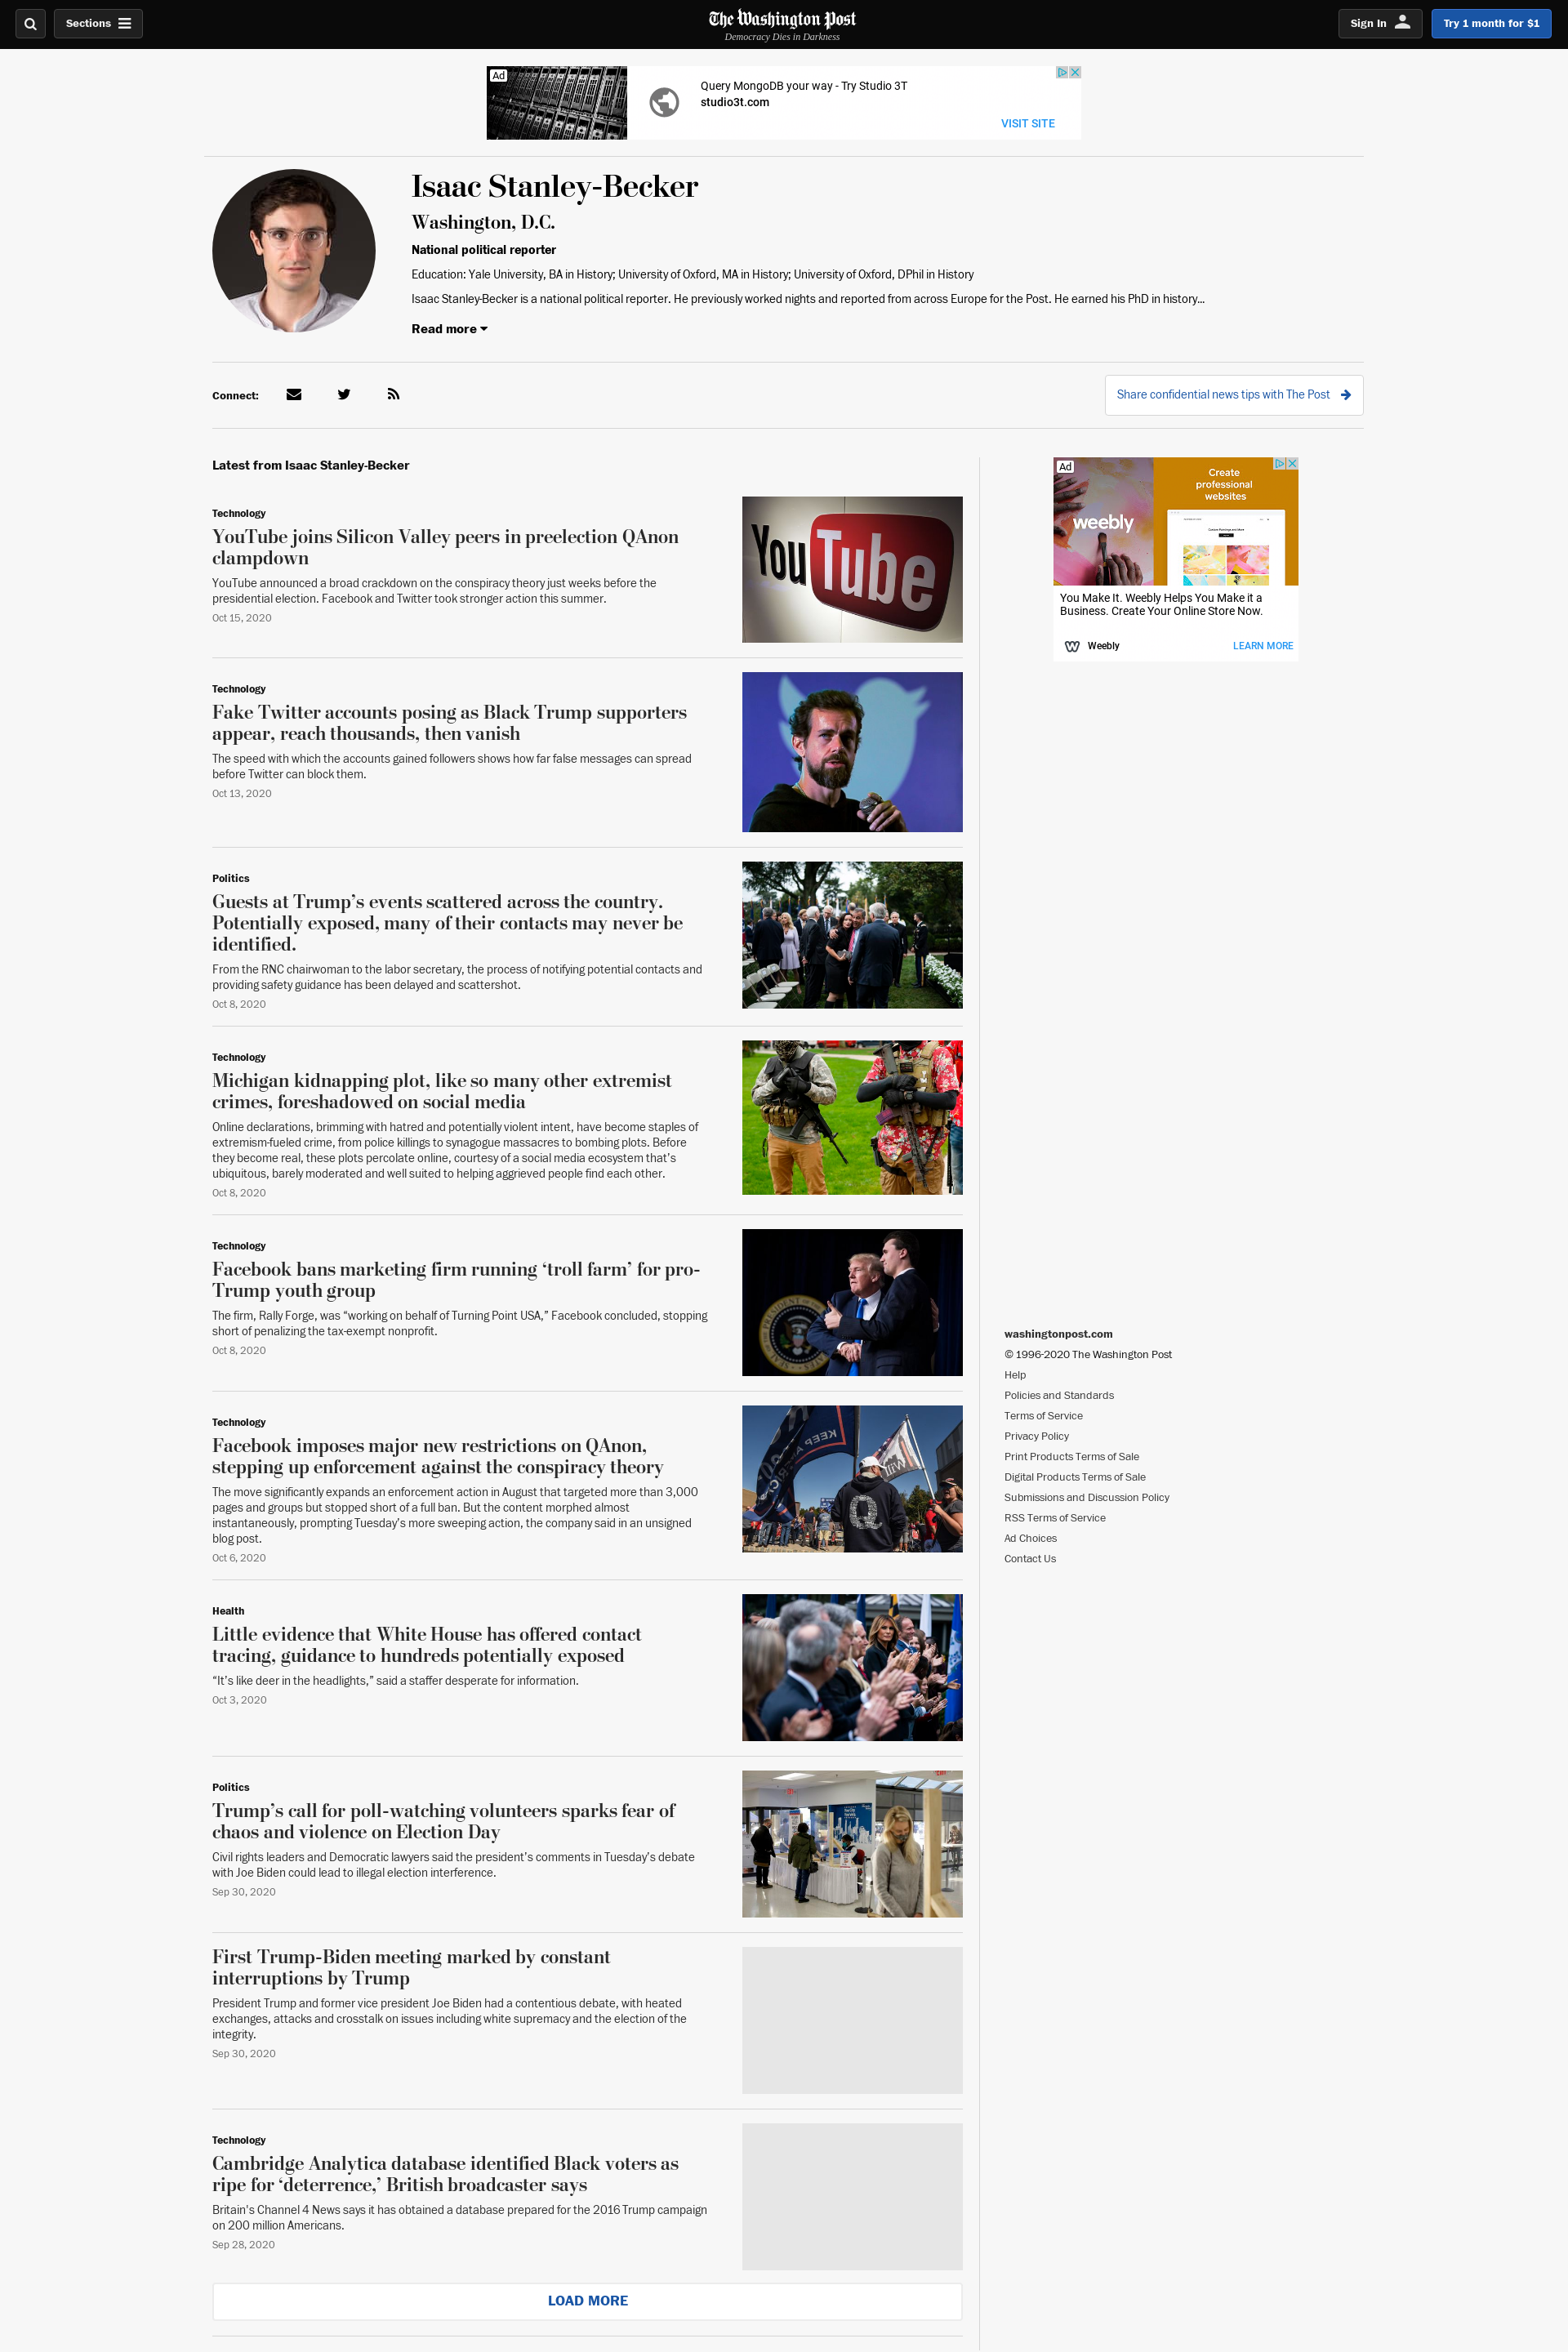 Sections
The Washington Post
Democracy Dies in Darkness
Sign In
Try 1 month for $1
Ad
Query MongoDB your way - Try Studio 3T
studio3t.com
VISIT SITE
Isaac Stanley-Becker
Washington, D.C.
National political reporter
Education: Yale University, BA in History; University of Oxford, MA in History; University of Oxford, DPhil in History
Isaac Stanley-Becker is a national political reporter. He previously worked nights and reported from across Europe for the Post. He earned his PhD in history...
Read more
Connect:
Share confidential news tips with The Post
Latest from Isaac Stanley-Becker
Technology
YouTube joins Silicon Valley peers in preelection QAnon
clampdown
YouTube announced a broad crackdown on the conspiracy theory just weeks before the
presidential election. Facebook and Twitter took stronger action this summer.
Oct 15, 2020
YouTube
Technology
Fake Twitter accounts posing as Black Trump supporters
appear, reach thousands, then vanish
The speed with which the accounts gained followers shows how far false messages can spread
before Twitter can block them.
Oct 13, 2020
Politics
Guests at Trump’s events scattered across the country.
Potentially exposed, many of their contacts may never be
identified.
From the RNC chairwoman to the labor secretary, the process of notifying potential contacts and
providing safety guidance has been delayed and scattershot.
Oct 8, 2020
Technology
Michigan kidnapping plot, like so many other extremist
crimes, foreshadowed on social media
Online declarations, brimming with hatred and potentially violent intent, have become staples of
extremism-fueled crime, from police killings to synagogue massacres to bombing plots. Before
they become real, these plots percolate online, courtesy of a social media ecosystem that’s
ubiquitous, barely moderated and well suited to helping aggrieved people find each other.
Oct 8, 2020
Technology
Facebook bans marketing firm running ‘troll farm’ for pro-
Trump youth group
The firm, Rally Forge, was “working on behalf of Turning Point USA,” Facebook concluded, stopping
short of penalizing the tax-exempt nonprofit.
Oct 8, 2020
Technology
Facebook imposes major new restrictions on QAnon,
stepping up enforcement against the conspiracy theory
The move significantly expands an enforcement action in August that targeted more than 3,000
pages and groups but stopped short of a full ban. But the content morphed almost
instantaneously, prompting Tuesday’s more sweeping action, the company said in an unsigned
blog post.
Oct 6, 2020
KEEP A
Q
Health
Little evidence that White House has offered contact
tracing, guidance to hundreds potentially exposed
“It’s like deer in the headlights,” said a staffer desperate for information.
Oct 3, 2020
Politics
Trump’s call for poll-watching volunteers sparks fear of
chaos and violence on Election Day
Civil rights leaders and Democratic lawyers said the president’s comments in Tuesday’s debate
with Joe Biden could lead to illegal election interference.
Sep 30, 2020
First Trump-Biden meeting marked by constant
interruptions by Trump
President Trump and former vice president Joe Biden had a contentious debate, with heated
exchanges, attacks and crosstalk on issues including white supremacy and the election of the
integrity.
Sep 30, 2020
Technology
Cambridge Analytica database identified Black voters as
ripe for ‘deterrence,’ British broadcaster says
Britain's Channel 4 News says it has obtained a database prepared for the 2016 Trump campaign
on 200 million Americans.
Sep 28, 2020
LOAD MORE
Ad
Create
professional
websites
weebly
You Make It. Weebly Helps You Make it a
Business. Create Your Online Store Now.
Weebly
LEARN MORE
washingtonpost.com
© 1996-2020 The Washington Post
Help
Policies and Standards
Terms of Service
Privacy Policy
Print Products Terms of Sale
Digital Products Terms of Sale
Submissions and Discussion Policy
RSS Terms of Service
Ad Choices
Contact Us